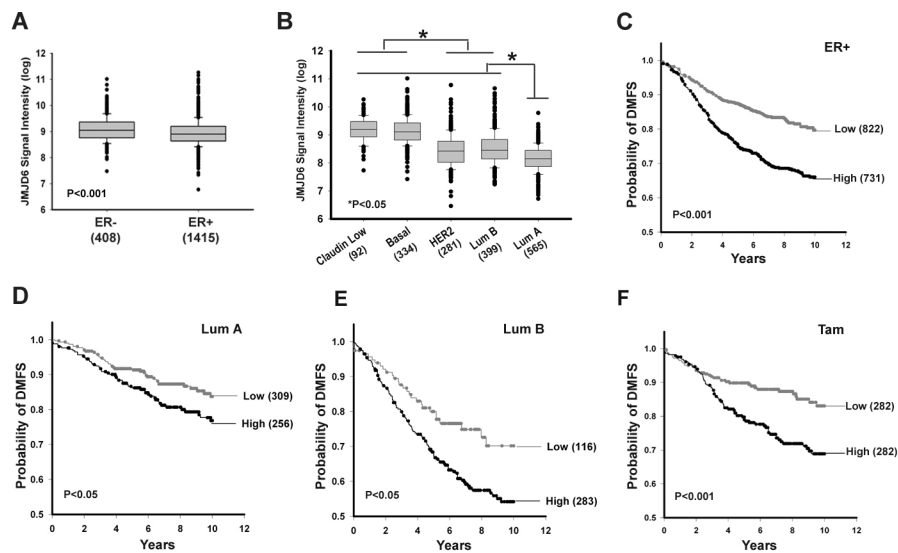 A
JMJD6 Signal Intensity (log)
12
11
10
9
8
7
6
P<0.001
ER-
(408)
ER+
(1415)
B
JMJD6 Signal Intensity (log)
12
11
10
9
8
7
6
*
*
*P<0.05
Claudin Low
(92)
Basal
(334)
HER2
(281)
Lum B
(399)
Lum A
(565)
C
ER+
Probability of DMFS
1.0
0.9
0.8
0.7
0.6
0.5
Low (822)
High (731)
P<0.001
0 2 4 6 8 10 12
Years
D
Lum A
Probability of DMFS
1.0
0.9
0.8
0.7
0.6
0.5
Low (309)
High (256)
P<0.05
0 2 4 6 8 10 12
Years
E
Lum B
Probability of DMFS
1.0
0.9
0.8
0.7
0.6
0.5
Low (116)
High (283)
P<0.05
0 2 4 6 8 10 12
Years
F
Tam
Probability of DMFS
1.0
0.9
0.8
0.7
0.6
0.5
Low (282)
High (282)
P<0.001
0 2 4 6 8 10 12
Years